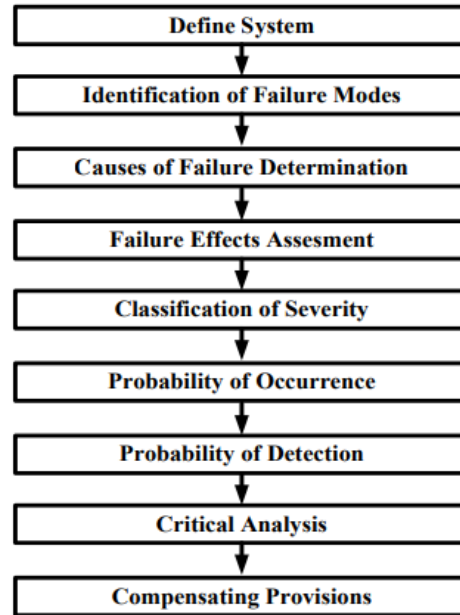 Define System
Identification of Failure Modes
Causes of Failure Determination
Failure Effects Assesment
Classification of Severity
Probability of Occurrence
Probability of Detection
Critical Analysis
Compensating Provisions